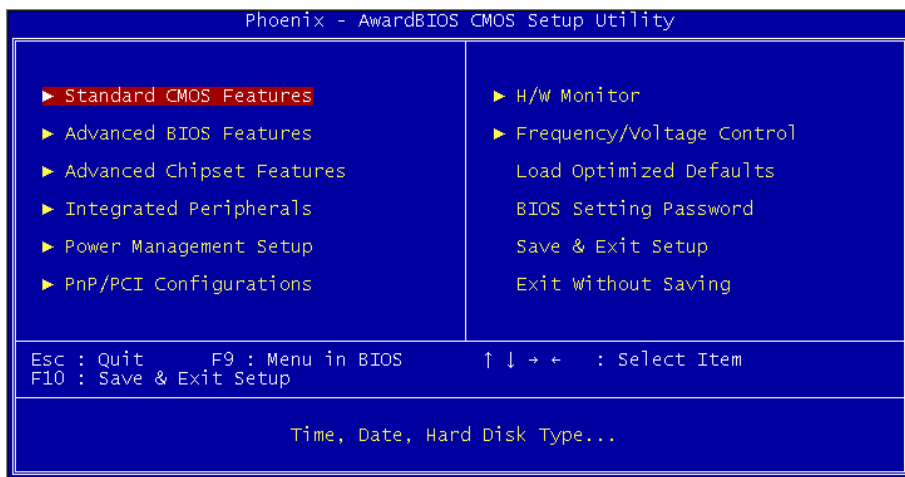 Phoenix - AwardBIOS CMOS Setup Utility
► Standard CMOS Features
► Advanced BIOS Features
► Advanced Chipset Features
► Integrated Peripherals
► Power Management Setup
► PnP/PCI Configurations
► H/W Monitor
► Frequency/Voltage Control
Load Optimized Defaults
BIOS Setting Password
Save & Exit Setup
Exit Without Saving
Esc : Quit F9 : Menu in BIOS ↑ ↓ → ← : Select Item
F10 : Save & Exit Setup
Time, Date, Hard Disk Type...